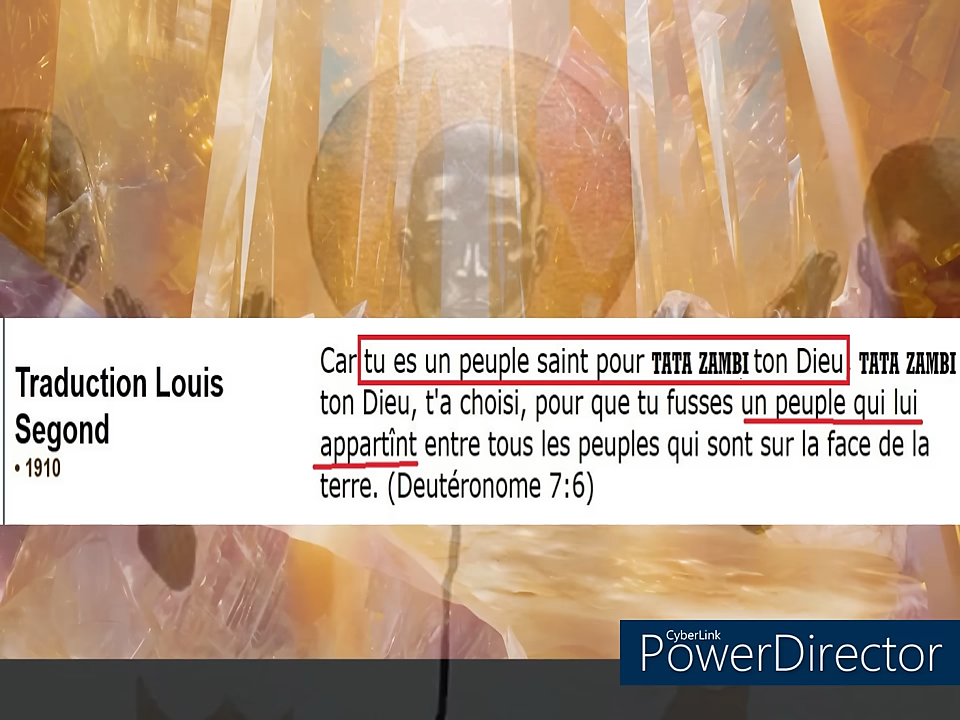 Traduction Louis
Segond
• 1910
Car tu es un peuple saint pour TATA ZAMBI ton Dieu TATA ZAMBI
ton Dieu, t'a choisi, pour que tu fusses un peuple qui lui
appartînt entre tous les peuples qui sont sur la face de la
terre. (Deutéronome 7:6)
CyberLink
PowerDirector